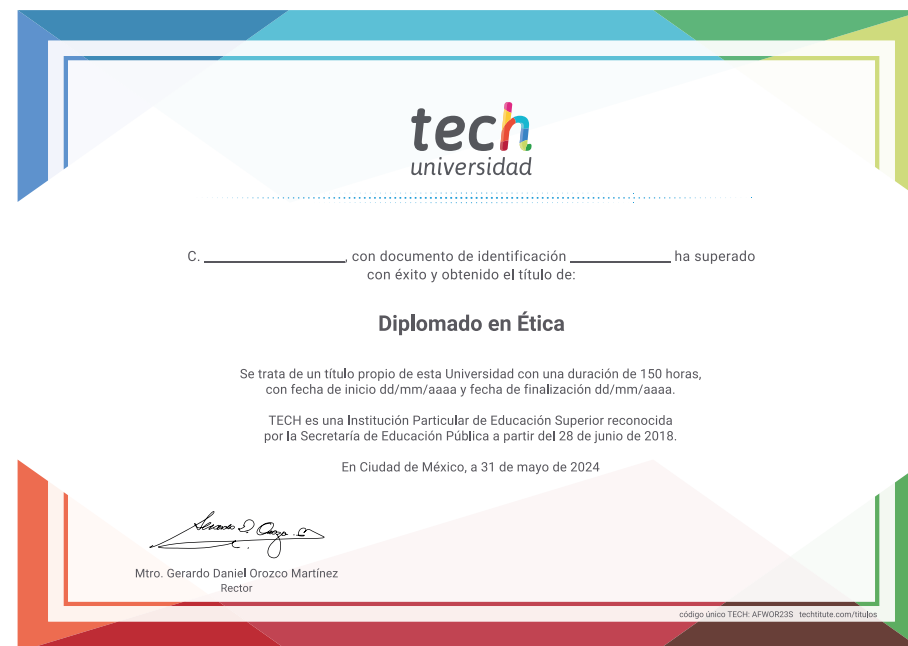 tech
universidad
C. ____________, con documento de identificación ____________ ha superado
con éxito y obtenido el título de:
Diplomado en Ética
Se trata de un título propio de esta Universidad con una duración de 150 horas,
con fecha de inicio dd/mm/aaaa y fecha de finalización dd/mm/aaaa.
TECH es una Institución Particular de Educación Superior reconocida
por la Secretaría de Educación Pública a partir del 28 de junio de 2018.
En Ciudad de México, a 31 de mayo de 2024
Mtro. Gerardo Daniel Orozco Martínez
Rector
código único TECH: AFWOR23S techtitute.com/titulos